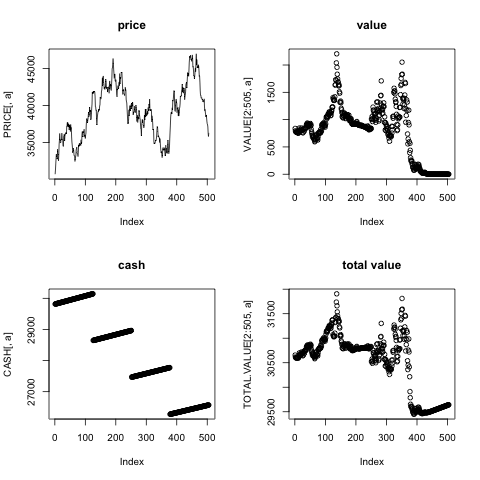 price
PRICE[, a]
35000 40000 45000
0 100 200 300 400 500
Index
value
VALUE[2:505, a]
0 500 1500
0 100 200 300 400 500
Index
cash
CASH[, a]
27000 29000
0 100 200 300 400 500
Index
total value
TOTAL.VALUE[2:505, a]
29500 30500 31500
0 100 200 300 400 500
Index